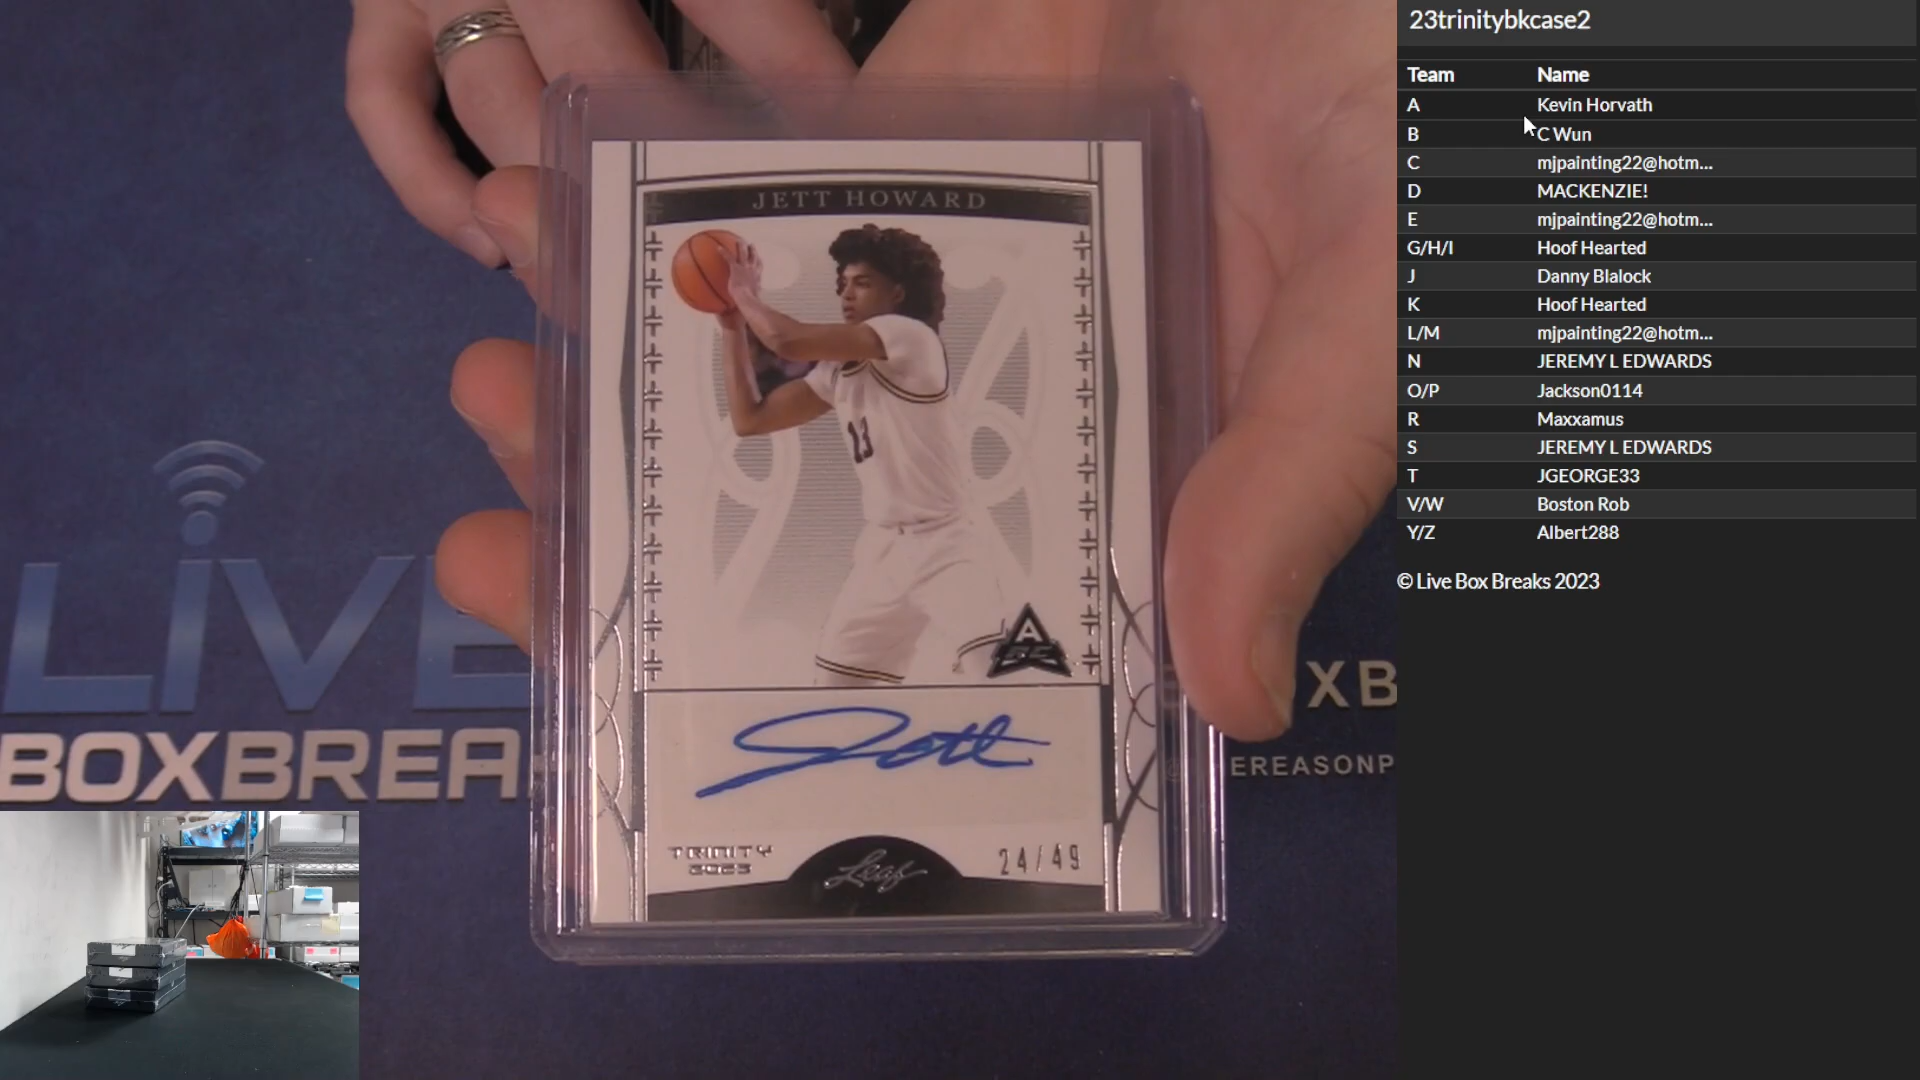 JETT HOWARD
13
A
BC
Jett
TRINITY
2023
Leaf
24/49
LIVE
BOXBREA
XB
EREASONP
23trinitybkcase2
Team Name
A Kevin Horvath
B C Wun
C mjpainting22@hotm...
D MACKENZIE!
E mjpainting22@hotm...
G/H/I Hoof Hearted
J Danny Blalock
K Hoof Hearted
L/M mjpainting22@hotm...
N JEREMY L EDWARDS
O/P Jackson0114
R Maxxamus
S JEREMY L EDWARDS
T JGEORGE33
V/W Boston Rob
Y/Z Albert288
© Live Box Breaks 2023